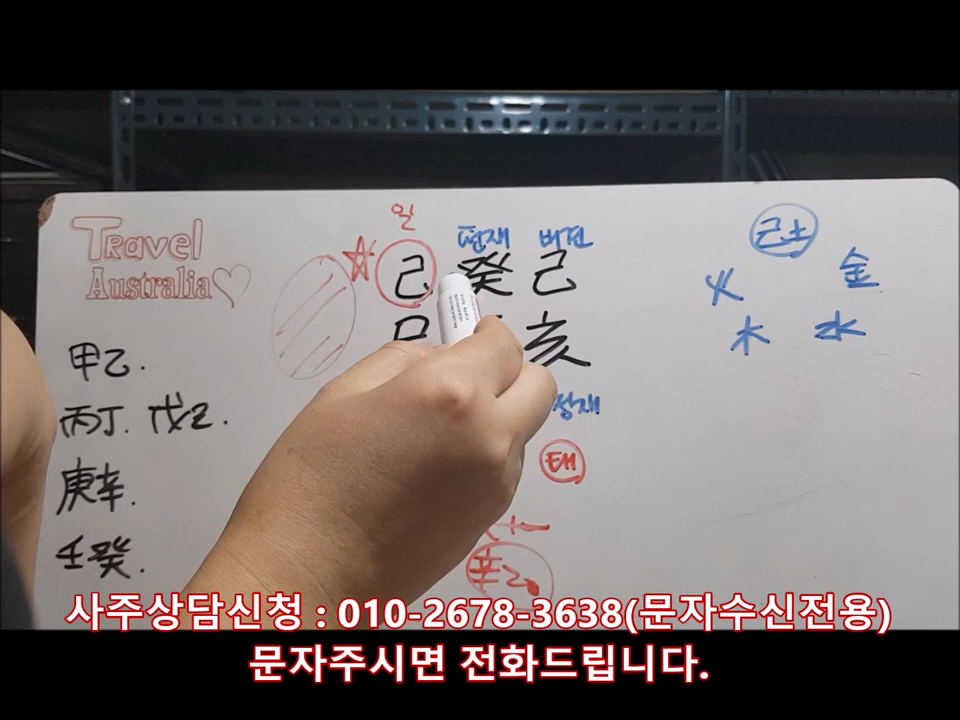 Travel
Australia
일
편재 비견
己 癸 己
亥
정재
태
己土
火 金
木 水
甲乙.
丙丁. 戊己.
庚辛.
壬癸.
사주상담신청 : 010-2678-3638(문자수신전용)
문자주시면 전화드립니다.